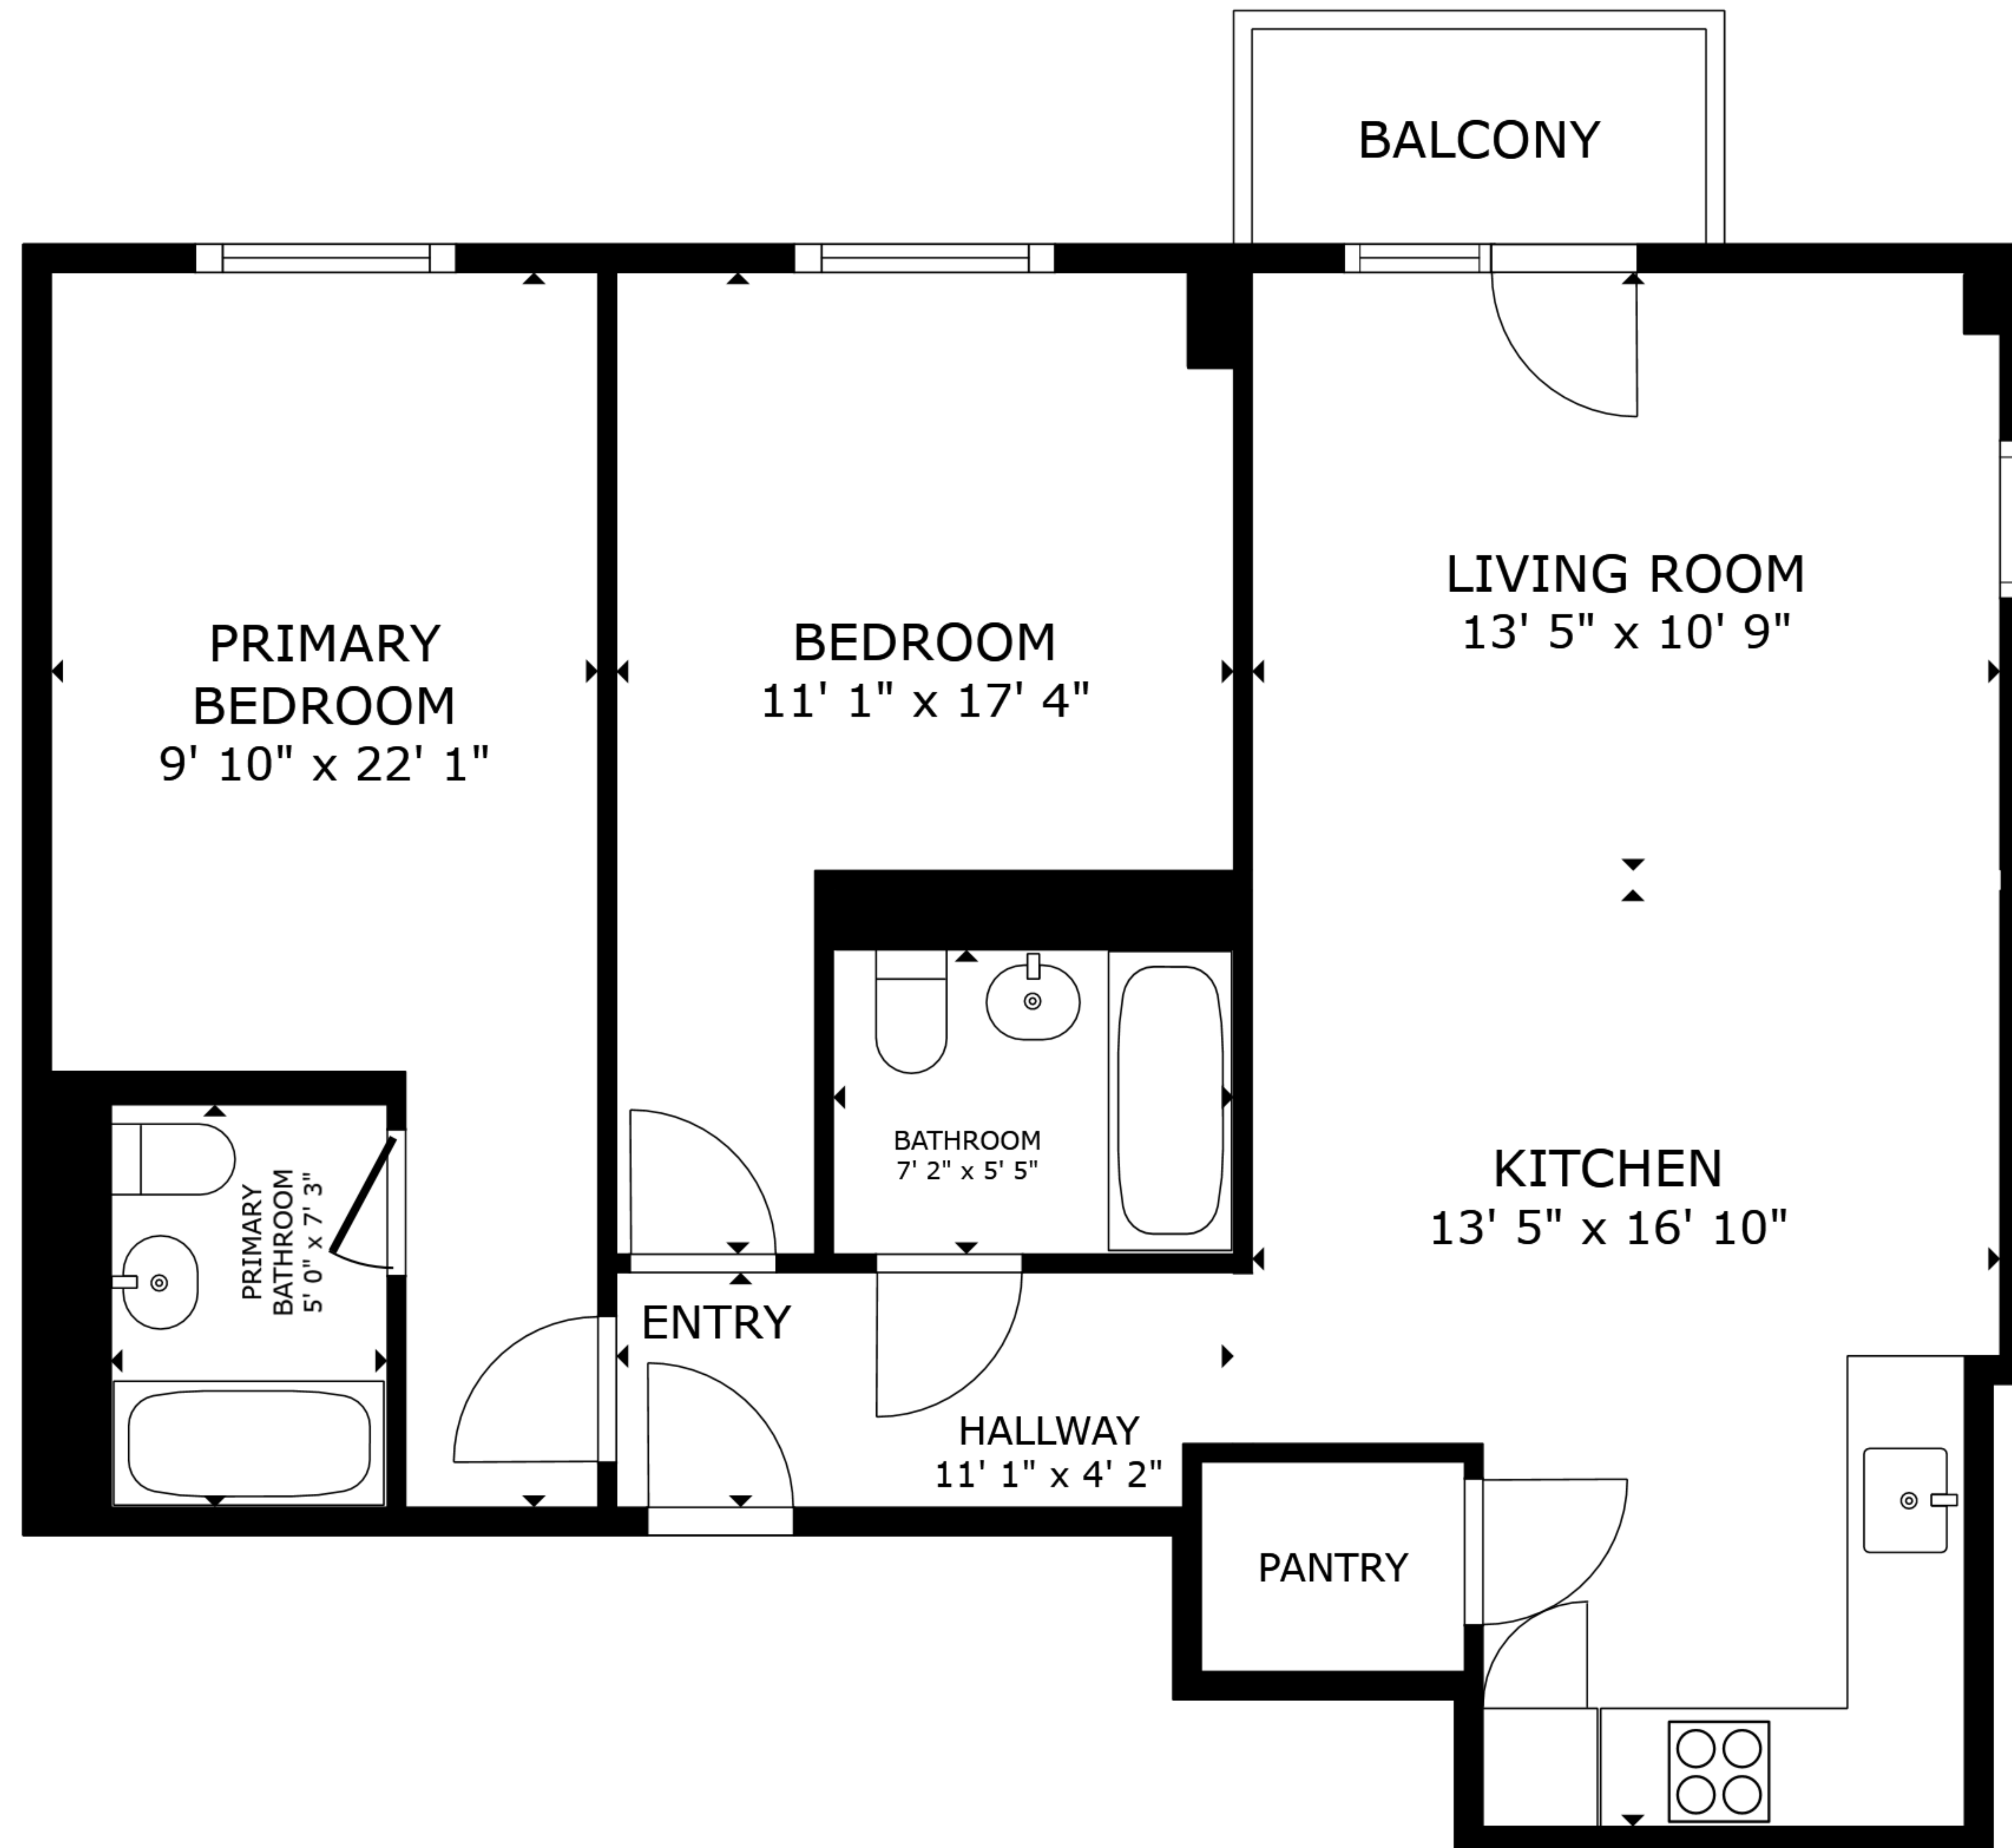 BALCONY
LIVING ROOM
13' 5" x 10' 9"
PRIMARY
BEDROOM
9' 10" x 22' 1"
BEDROOM
11' 1" x 17' 4"
BATHROOM
7' 2" x 5' 5"
KITCHEN
13' 5" x 16' 10"
PRIMARY
BATHROOM
5' 0" x 7' 3"
ENTRY
HALLWAY
11' 1" x 4' 2"
PANTRY